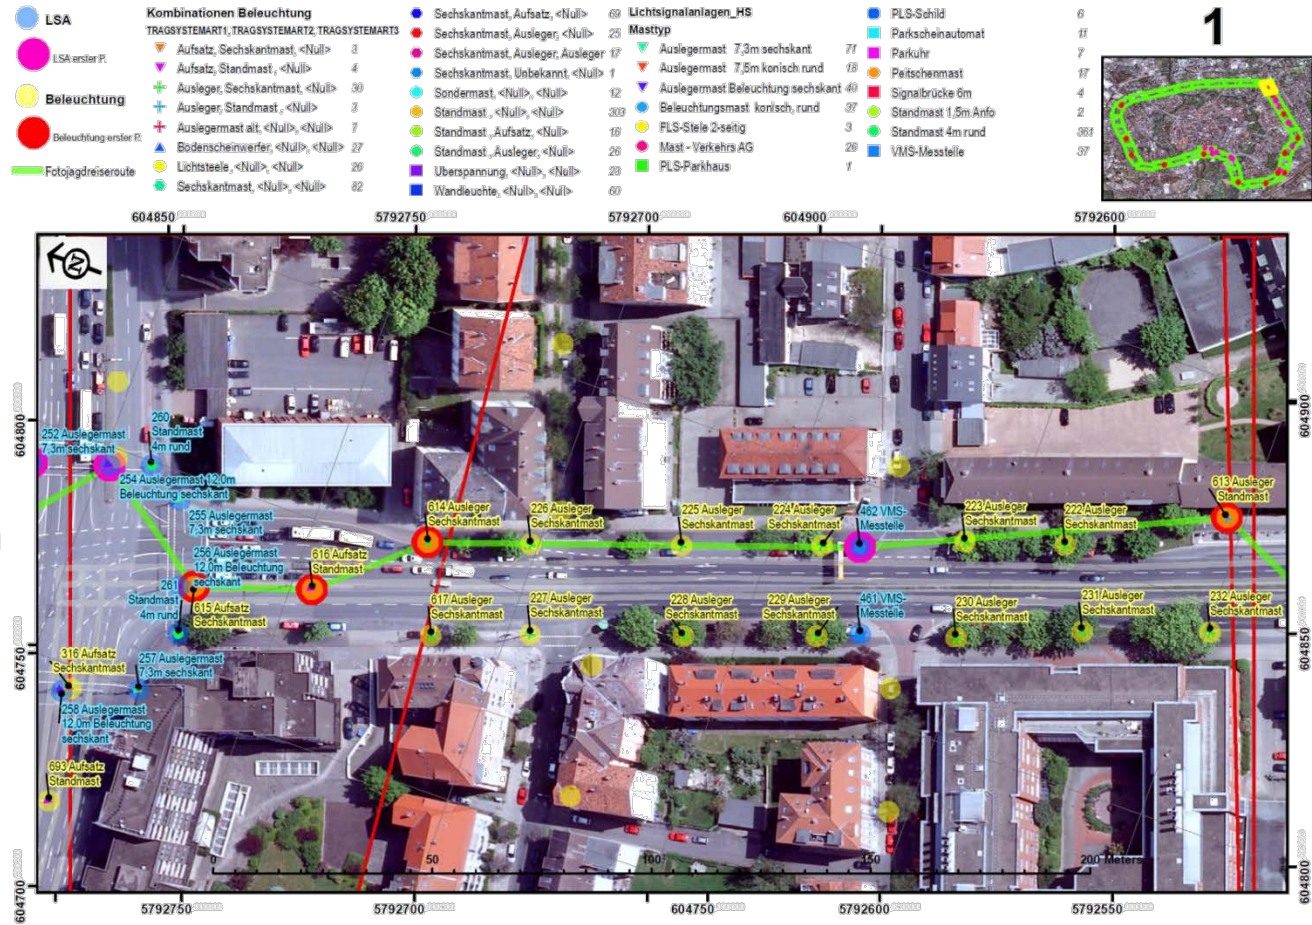 LSA
LSA erster P.
Beleuchtung
Beleuchtung erster P.
Fotojagdreiseroute
Kombinationen Beleuchtung
TRAGSYSTEMART1, TRAGSYSTEMART2, TRAGSYSTEMART3
Aufsatz, Sechskantmast, <Null> 3
Aufsatz, Standmast, <Null> 4
Ausleger, Sechskantmast, <Null> 30
Ausleger, Standmast, <Null> 3
Auslegermast alt, <Null>, <Null> 7
Bodenscheinwerfer, <Null>, <Null> 27
Lichtsteele, <Null>, <Null> 26
Sechskantmast, <Null>, <Null> 82
Sechskantmast, Aufsatz, <Null> 69
Sechskantmast, Ausleger, <Null> 25
Sechskantmast, Ausleger, Ausleger 17
Sechskantmast, Unbekannt, <Null> 1
Sondermast, <Null>, <Null> 12
Standmast, <Null>, <Null> 303
Standmast, Aufsatz, <Null> 16
Standmast, Ausleger, <Null> 26
Uberspannung, <Null>, <Null> 28
Wandleuchte, <Null>, <Null> 60
Lichtsignalanlagen_HS
Masttyp
Auslegermast 7,3m sechskant 71
Auslegermast 7,5m konisch rund 18
Auslegermast Beleuchtung sechskant 40
Beleuchtungsmast konisch, rund 37
FLS-Stele 2-seitig 3
Mast - Verkehrs AG 26
PLS-Parkhaus 1
PLS-Schild 6
Parkscheinautomat 11
Parkuhr 7
Peitschenmast 17
Signalbrücke 6m 4
Standmast 1,5m Anfo 2
Standmast 4m rund 361
VMS-Messtelle 37
1
604850
5792750
5792700
604900
5792600
604800
604900
252 Auslegermast
7,3m sechskant
260
Standmast
4m rund
254 Auslegermast 12,0m
Beleuchtung sechskant
255 Auslegermast
7,3m sechskant
256 Auslegermast
12,0m Beleuchtung
sechskant
616 Aufsatz
Standmast
614 Ausleger
Sechskantmast
226 Ausleger
Sechskantmast
225 Ausleger
Sechskantmast
224 Ausleger
Sechskantmast
462 VMS-
Messtelle
223 Ausleger
Sechskantmast
222 Ausleger
Sechskantmast
613 Ausleger
Standmast
261
Standmast
4m rund
615 Aufsatz
Sechskantmast
617 Ausleger
Sechskantmast
227 Ausleger
Sechskantmast
228 Ausleger
Sechskantmast
229 Ausleger
Sechskantmast
461 VMS-
Messtelle
230 Ausleger
Sechskantmast
231 Ausleger
Sechskantmast
232 Ausleger
Sechskantmast
604750
604850
316 Aufsatz
Sechskantmast
257 Auslegermast
7,3m sechskant
258 Auslegermast
12,0m Beleuchtung
sechskant
693 Aufsatz
Standmast
0 50 100 150 200 Meters
604700
604800
5792750
5792700
604750
5792600
5792550